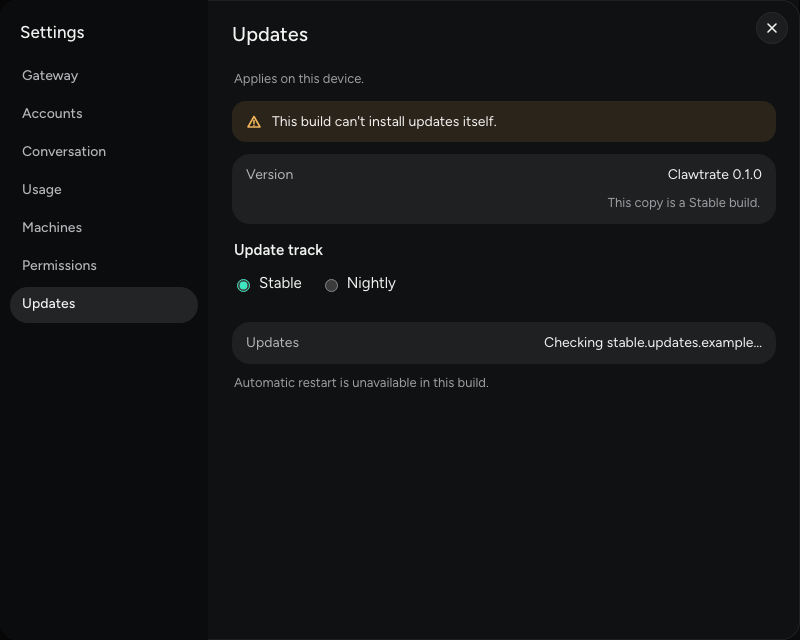 Settings
Gateway
Accounts
Conversation
Usage
Machines
Permissions
Updates
Updates
Applies on this device.
This build can't install updates itself.
Version
Clawtrate 0.1.0
This copy is a Stable build.
Update track
Stable
Nightly
Updates
Checking stable.updates.example...
Automatic restart is unavailable in this build.